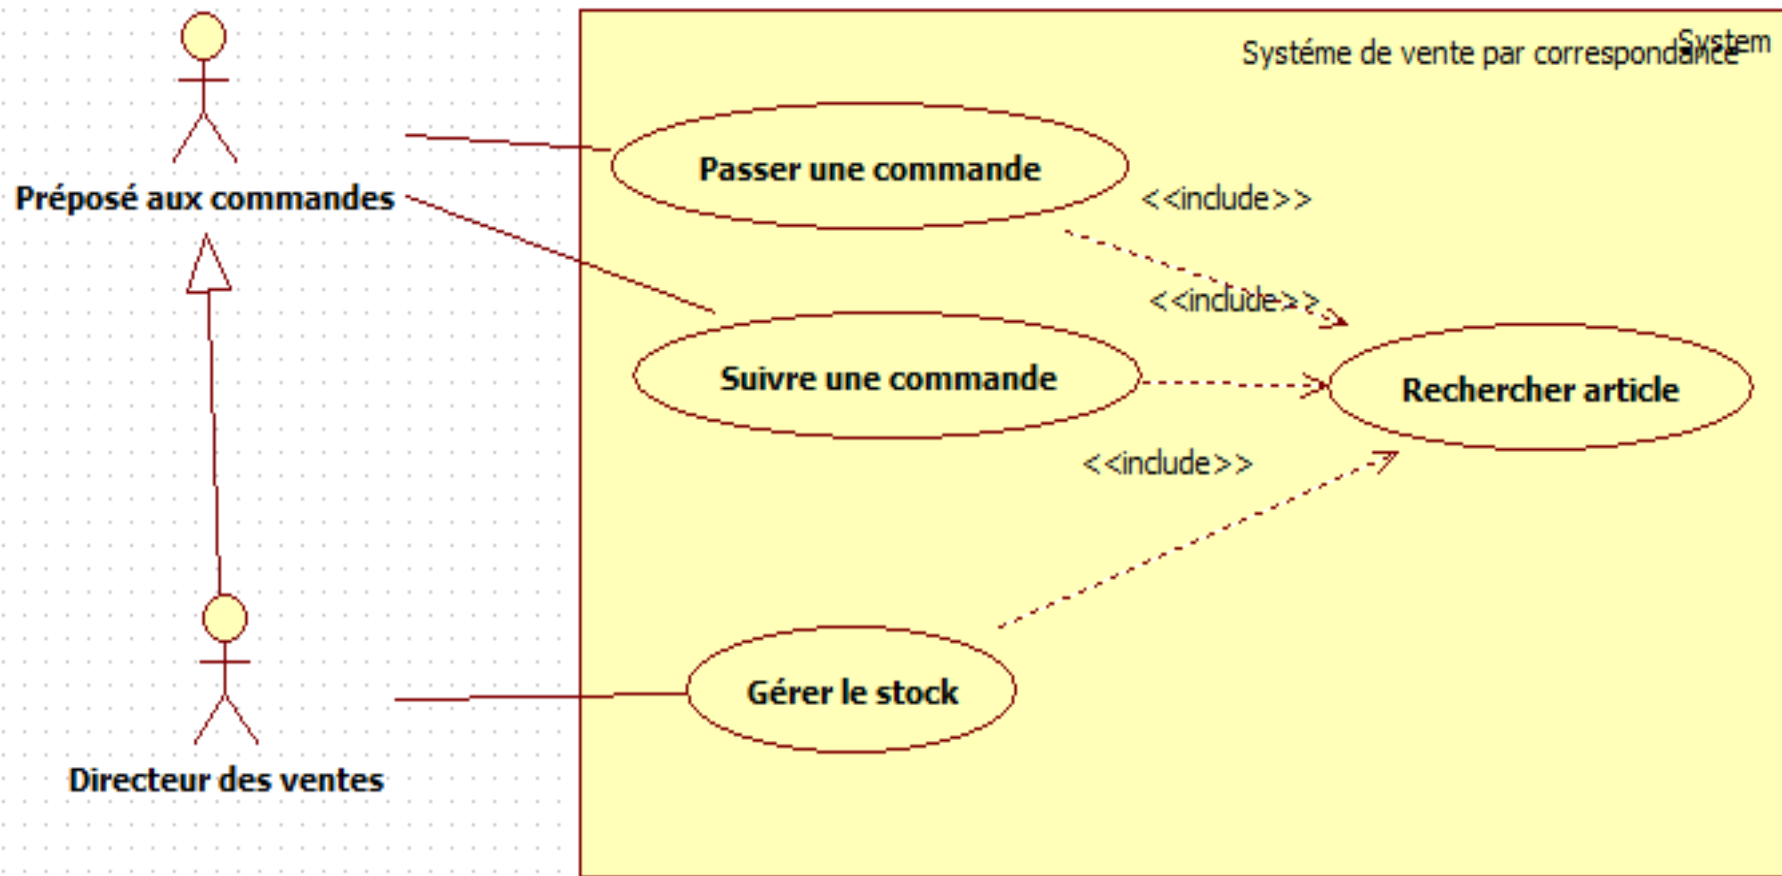 System
Systéme de vente par correspondance
Passer une commande
<<include>>
Préposé aux commandes
<<include>>
Suivre une commande
Rechercher article
<<include>>
Gérer le stock
Directeur des ventes